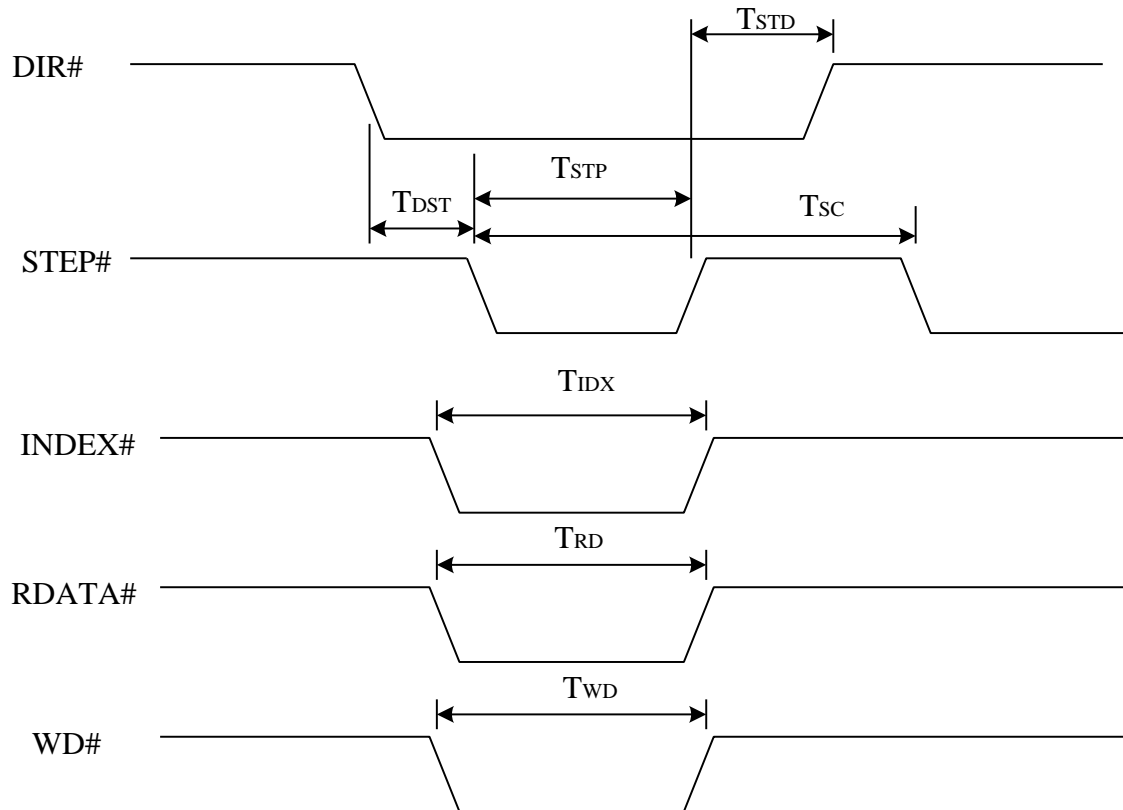 TSTD
DIR#
TSTP
TDST
TSC
STEP#
TIDX
INDEX#
TRD
RDATA#
TWD
WD#